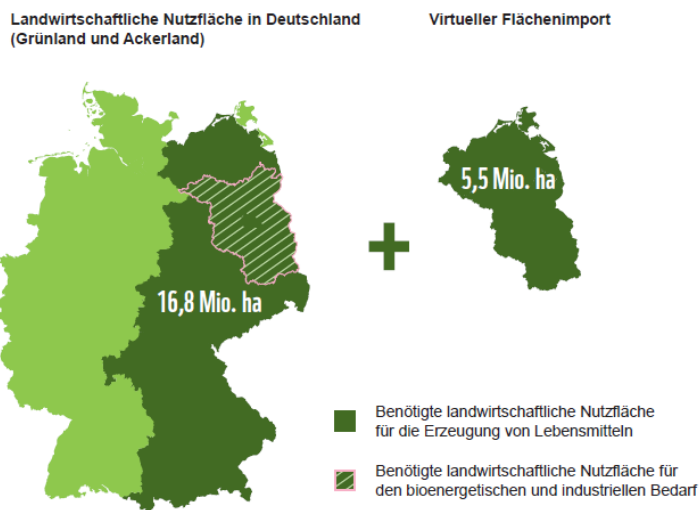 Landwirtschaftliche Nutzfläche in Deutschland
(Grünland und Ackerland)
Virtueller Flächenimport
5,5 Mio. ha
+
16,8 Mio. ha
Benötigte landwirtschaftliche Nutzfläche
für die Erzeugung von Lebensmitteln
Benötigte landwirtschaftliche Nutzfläche für
den bioenergetischen und industriellen Bedarf